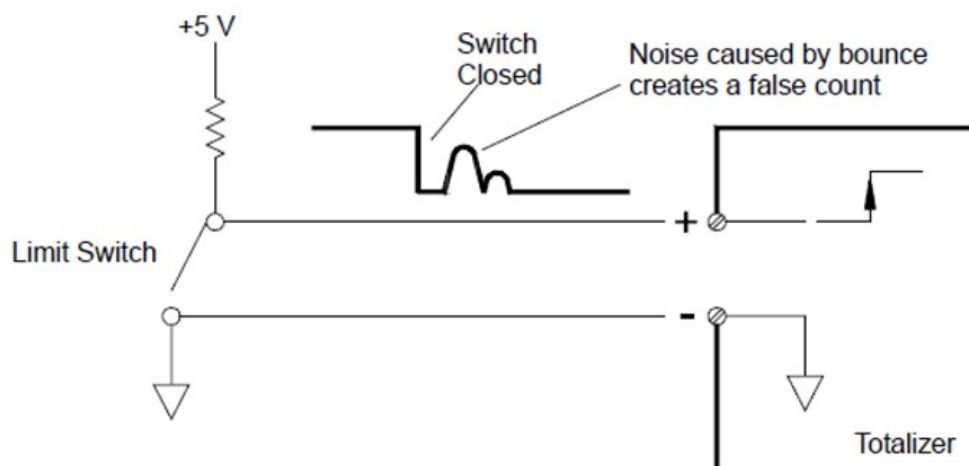 +5 V
Switch
Closed
Noise caused by bounce
creates a false count
+
Limit Switch
-
Totalizer